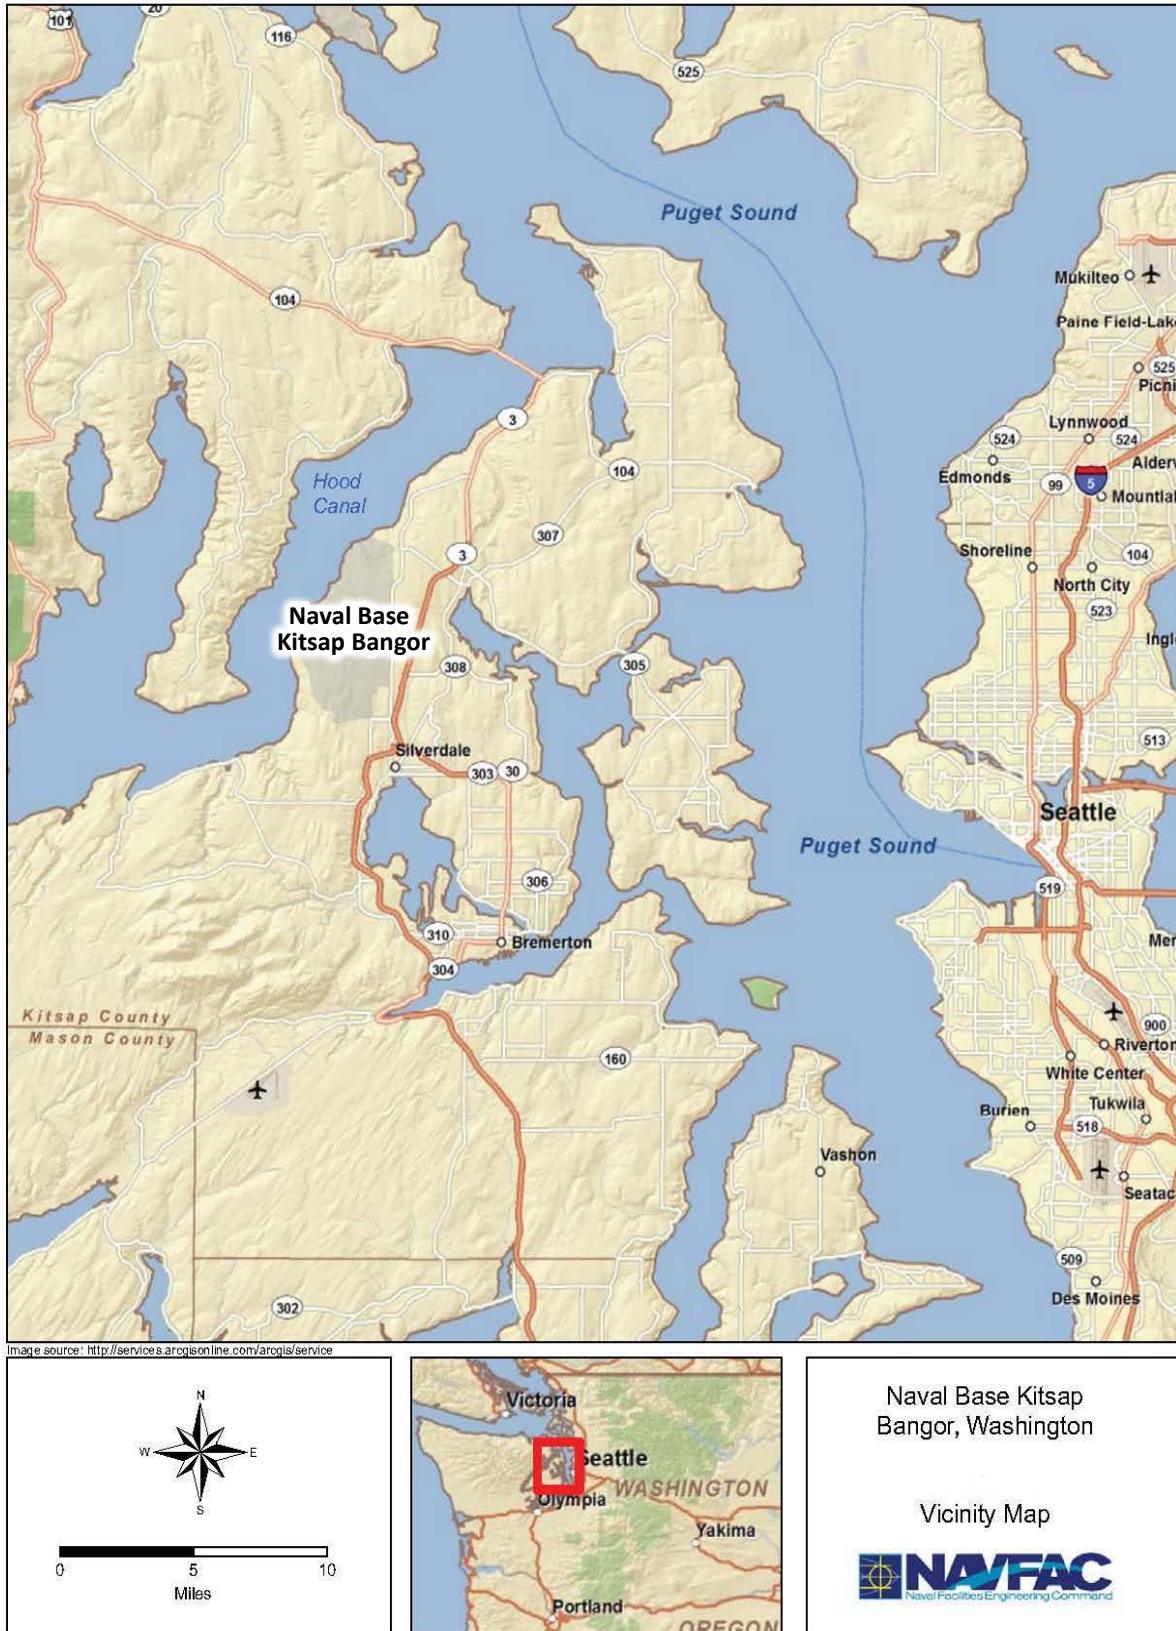 101
20
116
525
Puget Sound
Mukilteo
Paine Field-Lake
104
525
Picni
3
Lynnwood
524
524
Hood
Canal
104
Edmonds
99
5
Alderw
Mountlak
307
3
Shoreline
104
North City
523
Naval Base
Kitsap Bangor
308
305
Ingl
Silverdale
303
30
513
Seattle
Puget Sound
306
519
310
Bremerton
304
Mer
Kitsap County
Mason County
900
Riverton
160
White Center
Burien
Tukwila
518
Vashon
Seatac
509
Des Moines
302
Image source: http://services.arcgisonline.com/arcgis/service
N
W
E
S
0
5
10
Miles
Victoria
Seattle
WASHINGTON
Olympia
Yakima
Portland
OREGON
Naval Base Kitsap
Bangor, Washington
Vicinity Map
NAVFAC
Naval Facilities Engineering Command